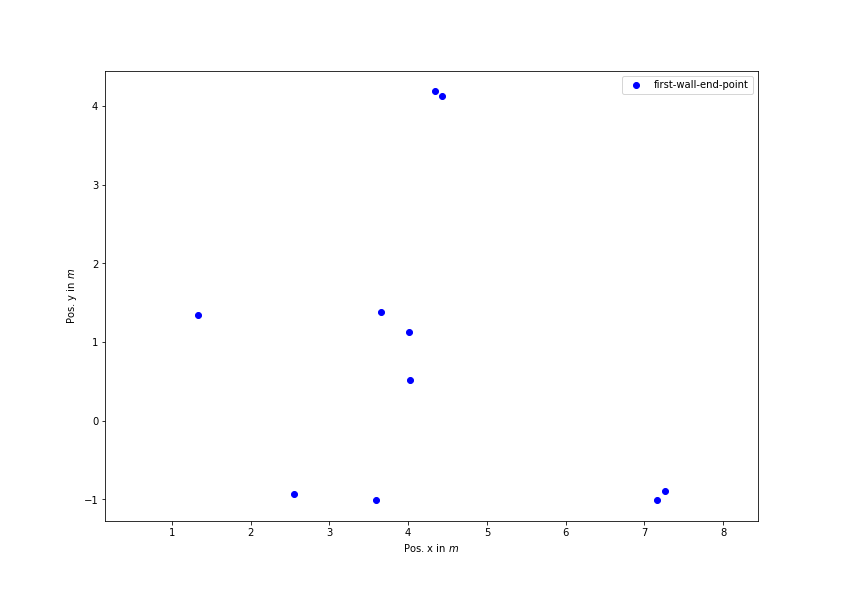 first-wall-end-point
4
3
2
1
0
−1
Pos. y in m
1 2 3 4 5 6 7 8
Pos. x in m